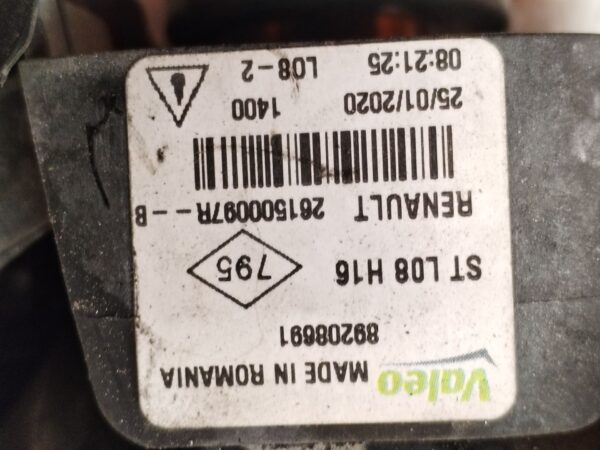 Valeo MADE IN ROMANIA
89208691
ST L08 H16 795
RENAULT 261500097R---B
25/01/2020 1400
08:21:25 L08-2